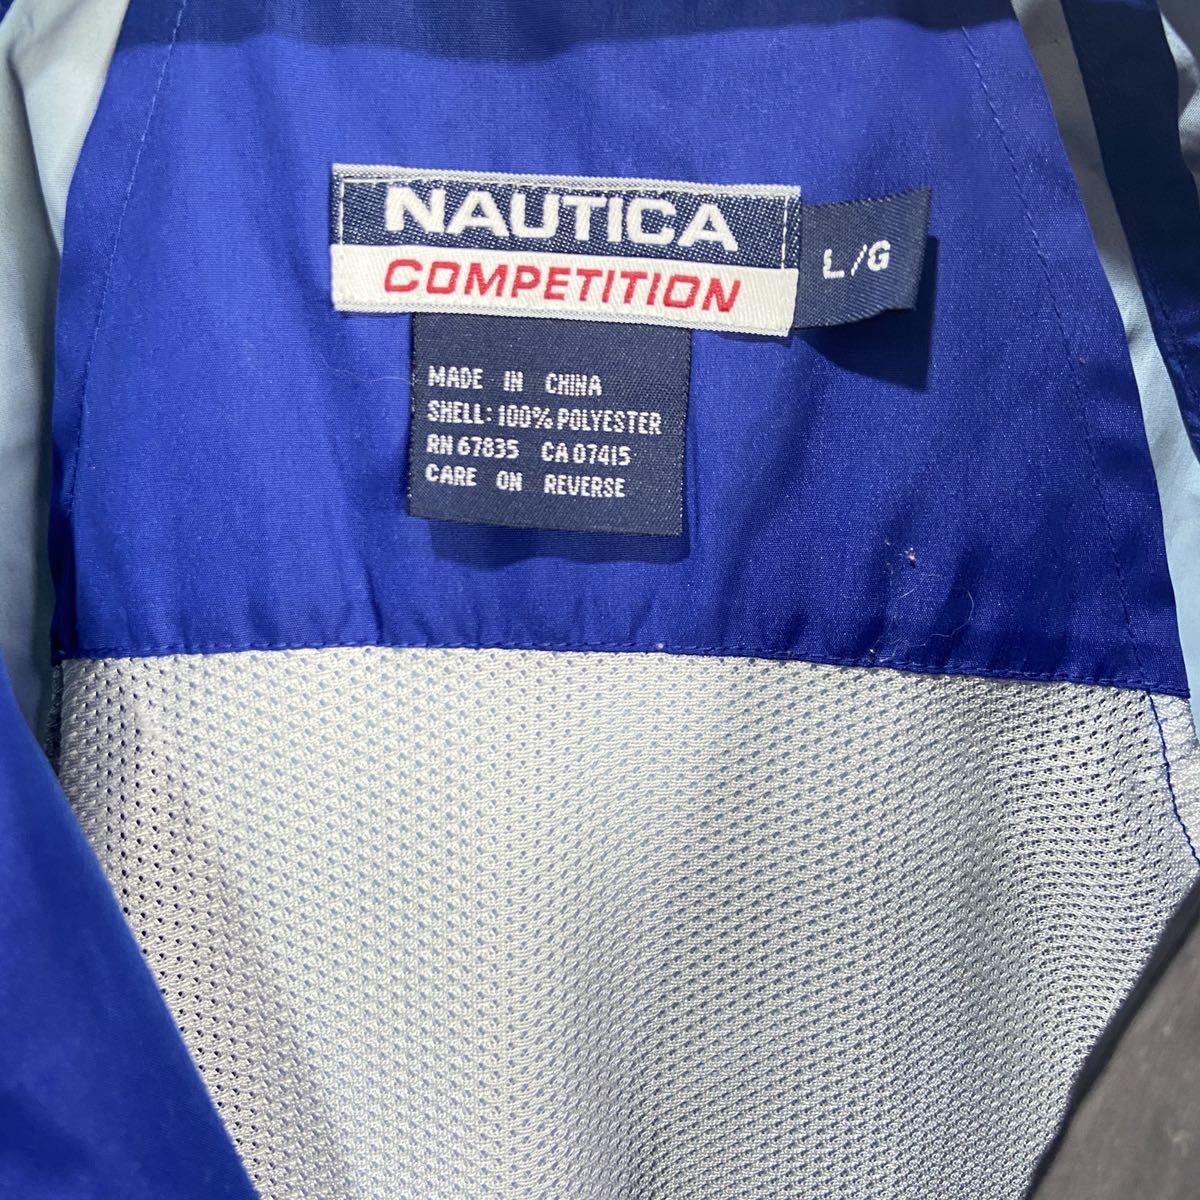 NAUTICA
COMPETITION
L/G
MADE IN CHINA
SHELL: 100% POLYESTER
RN 67835 CA 07415
CARE ON REVERSE